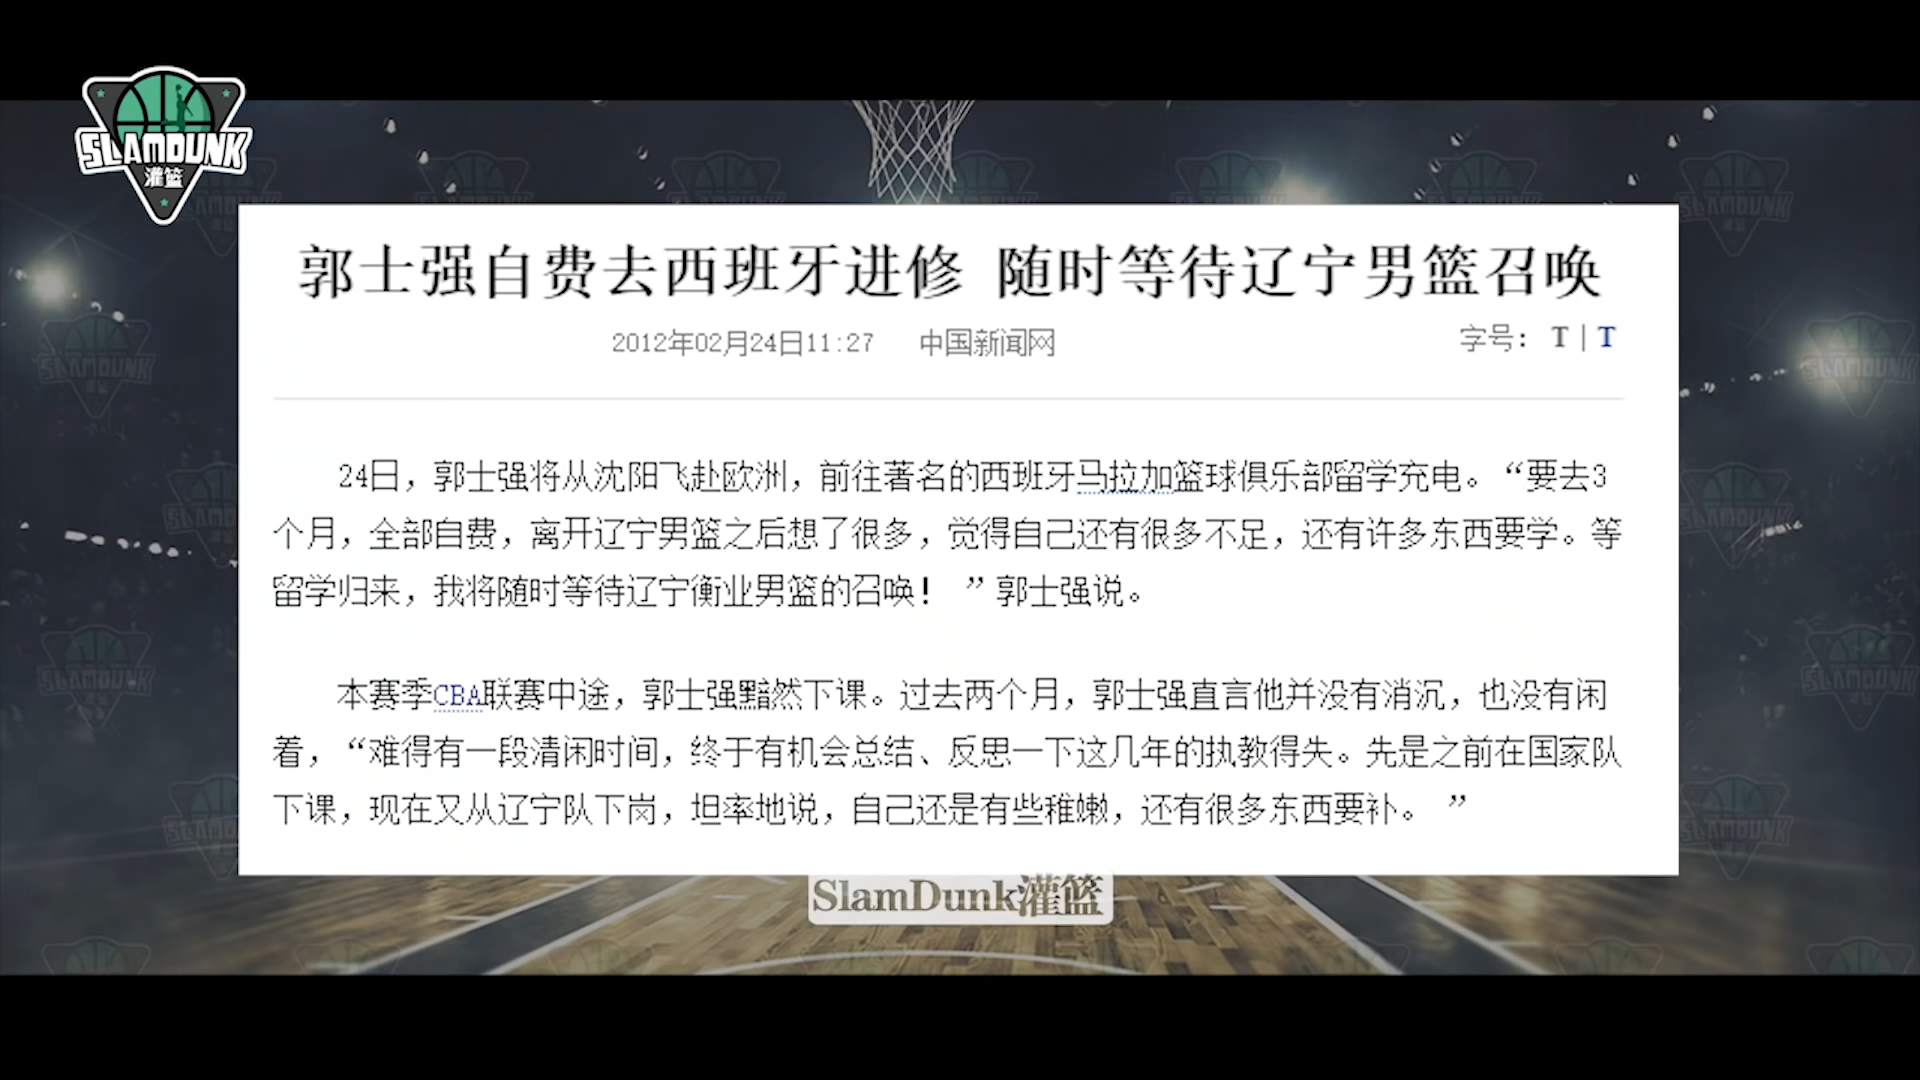 SLAMDUNK
灌篮
郭士强自费去西班牙进修 随时等待辽宁男篮召唤
2012年02月24日11:27 中国新闻网 字号: T|T
24日，郭士强将从沈阳飞赴欧洲，前往著名的西班牙马拉加篮球俱乐部留学充电。“要去3
个月，全部自费，离开辽宁男篮之后想了很多，觉得自己还有很多不足，还有许多东西要学。等
留学归来，我将随时等待辽宁衡业男篮的召唤！ ”郭士强说。
本赛季CBA联赛中途，郭士强黯然下课。过去两个月，郭士强直言他并没有消沉，也没有闲
着，“难得有一段清闲时间，终于有机会总结、反思一下这几年的执教得失。先是之前在国家队
下课，现在又从辽宁队下岗，坦率地说，自己还是有些稚嫩，还有很多东西要补。 ”
SlamDunk灌篮